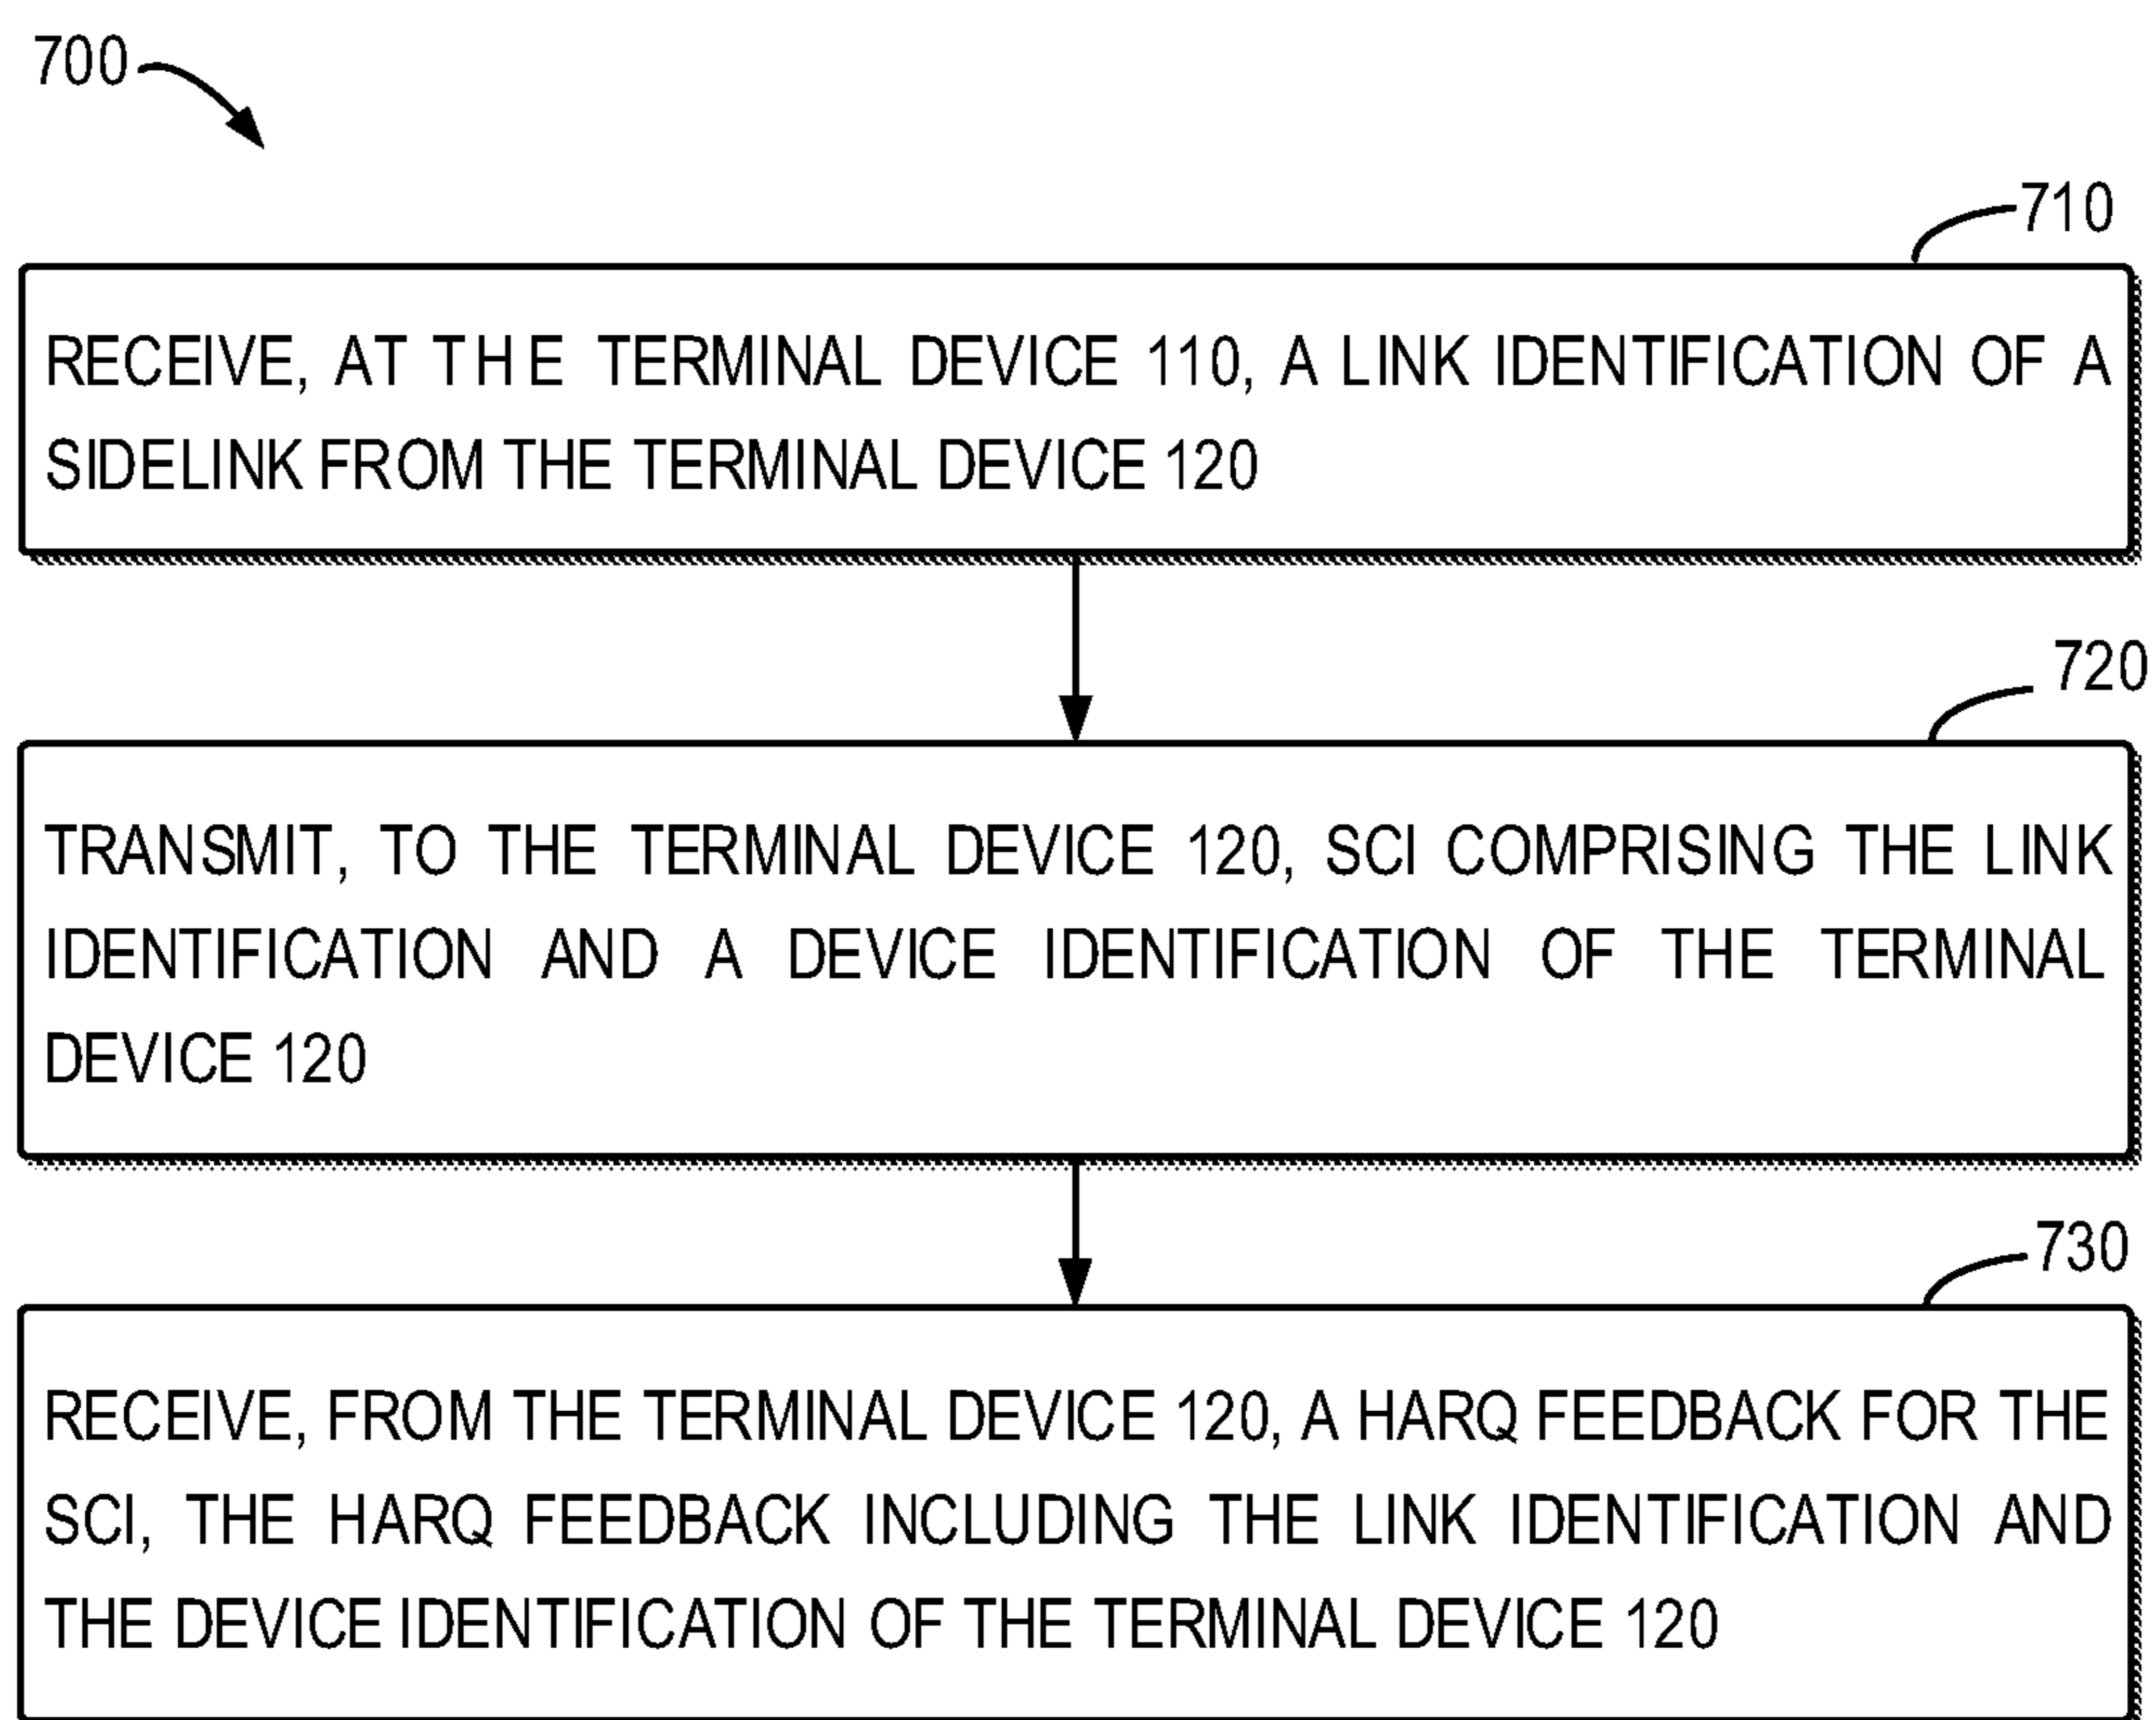 700
710
RECEIVE, AT THE TERMINAL DEVICE 110, A LINK IDENTIFICATION OF A
SIDELINK FROM THE TERMINAL DEVICE 120
720
TRANSMIT, TO THE TERMINAL DEVICE 120, SCI COMPRISING THE LINK
IDENTIFICATION AND A DEVICE IDENTIFICATION OF THE TERMINAL
DEVICE 120
730
RECEIVE, FROM THE TERMINAL DEVICE 120, A HARQ FEEDBACK FOR THE
SCI, THE HARQ FEEDBACK INCLUDING THE LINK IDENTIFICATION AND
THE DEVICE IDENTIFICATION OF THE TERMINAL DEVICE 120